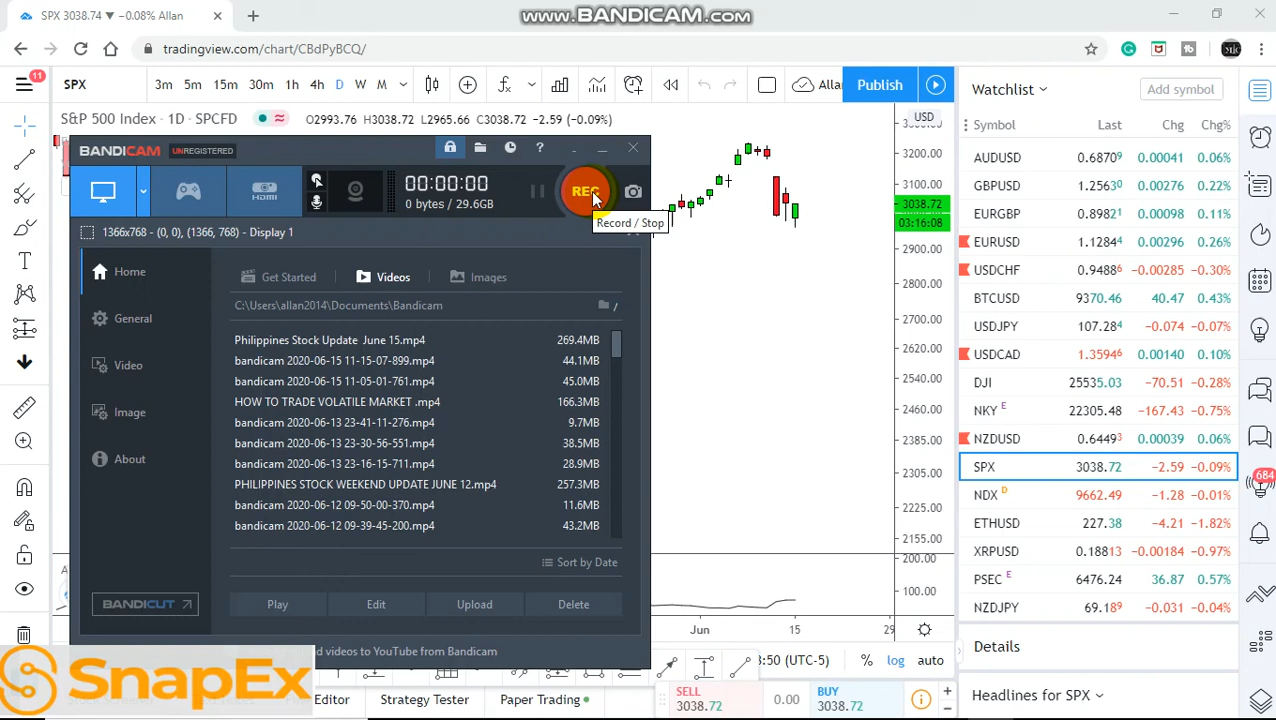 SPX 3038.74 ▼ −0.08% Allan
www.BANDICAM.com
tradingview.com/chart/CBdPyBCQ/
11
SPX 3m 5m 15m 30m 1h 4h D W M
Publish
Watchlist
Add symbol
S&P 500 Index · 1D · SPCFD
O2993.76 H3038.72 L2965.66 C3038.72 −2.59 (−0.09%)
USD
Symbol Last Chg Chg%
BANDICAM UNREGISTERED
REC
00:00:00
0 bytes / 29.6GB
HDMI
Record / Stop
1366x768 - (0, 0), (1366, 768) - Display 1
Home
General
Video
Image
About
Get Started
Videos
Images
C:\Users\allan2014\Documents\Bandicam
Philippines Stock Update June 15.mp4 269.4MB
bandicam 2020-06-15 11-15-07-899.mp4 44.1MB
bandicam 2020-06-15 11-05-01-761.mp4 45.0MB
HOW TO TRADE VOLATILE MARKET .mp4 166.3MB
bandicam 2020-06-13 23-41-11-276.mp4 9.7MB
bandicam 2020-06-13 23-30-56-551.mp4 38.5MB
bandicam 2020-06-13 23-16-15-711.mp4 28.9MB
PHILIPPINES STOCK WEEKEND UPDATE JUNE 12.mp4 257.3MB
bandicam 2020-06-12 09-50-00-370.mp4 11.6MB
bandicam 2020-06-12 09-39-45-200.mp4 43.2MB
Sort by Date
Play Edit Upload Delete
BANDICUT
videos to YouTube from Bandicam
3200.00
3100.00
3038.72
03:16:08
2900.00
2800.00
2700.00
2620.00
2540.00
2460.00
2385.00
2305.00
2225.00
2155.00
200.00
100.00
Jun 15 29
:50 (UTC-5) % log auto
AUDUSD 0.68709 0.00041 0.06%
GBPUSD 1.25630 0.00216 0.17%
EURGBP 0.89821 0.00096 0.11%
EURUSD 1.12844 0.00296 0.26%
USDCHF 0.94886 −0.00285 −0.30%
BTCUSD 9370.46 40.47 0.43%
USDJPY 107.284 −0.074 −0.07%
USDCAD 1.35946 0.00140 0.10%
DJI 25535.03 −70.51 −0.28%
NKY E 22305.48 −167.43 −0.75%
NZDUSD 0.64493 0.00039 0.06%
SPX 3038.72 −2.59 −0.09%
NDX D 9662.49 −1.28 −0.01%
ETHUSD 227.38 −4.21 −1.82%
XRPUSD 0.18813 −0.00184 −0.97%
PSEC E 6476.24 36.87 0.57%
NZDJPY 69.189 −0.031 −0.04%
684
Details
Headlines for SPX
SnapEx
Editor Strategy Tester Paper Trading
SELL
3038.72
0.00
BUY
3038.72